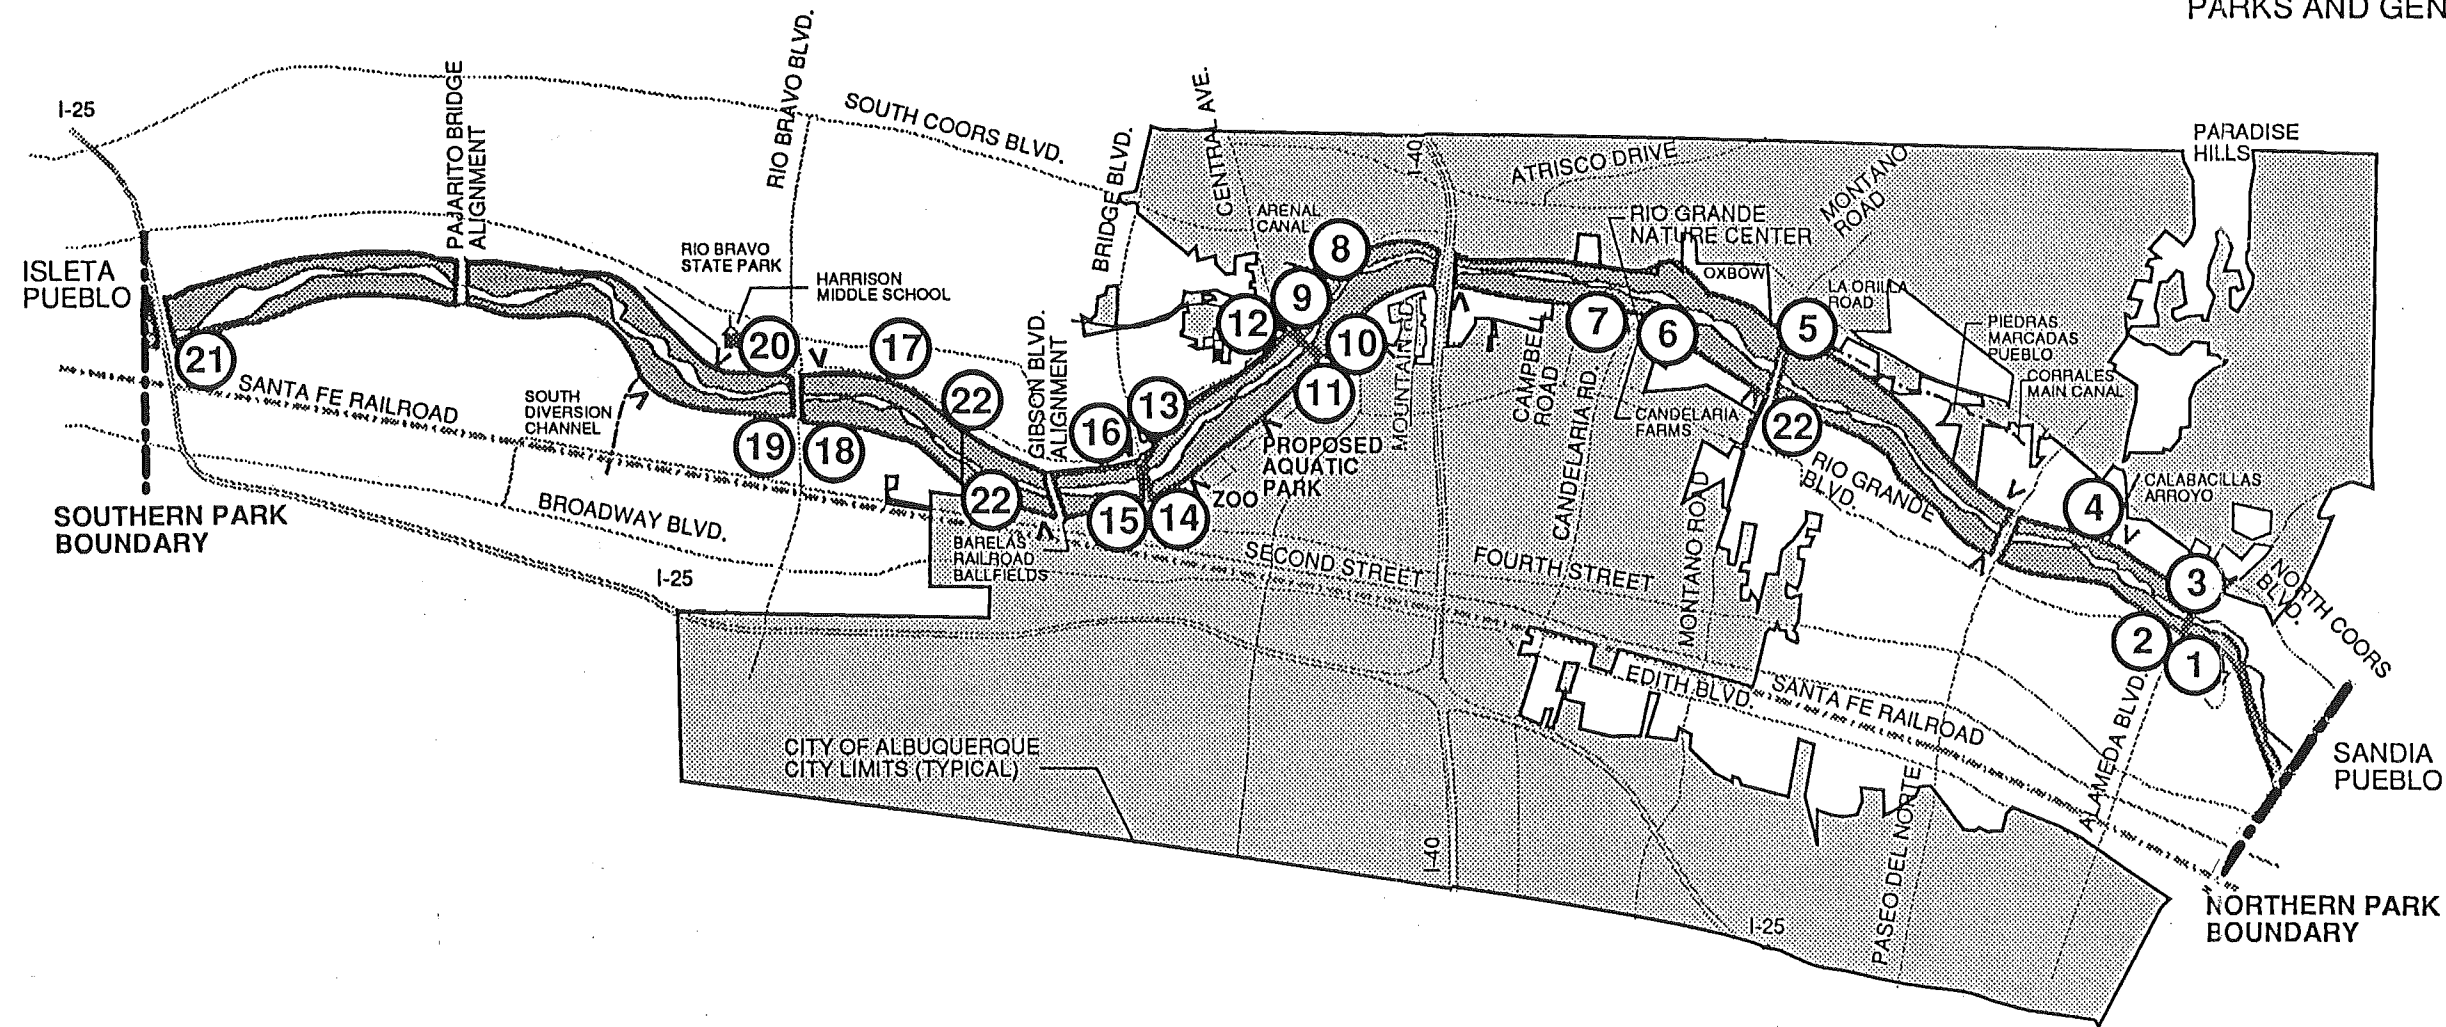 PARKS AND GEN
I-25
PAJARITO BRIDGE
ALIGNMENT
RIO BRAVO BLVD.
SOUTH COORS BLVD.
BRIDGE BLVD.
CENTRAL AVE.
I-40
ATRISCO DRIVE
MONTANO
ROAD
PARADISE
HILLS
ARENAL
CANAL
RIO GRANDE
NATURE CENTER
OXBOW
LA ORILLA
ROAD
PIEDRAS
MARCADAS
PUEBLO
CORRALES
MAIN CANAL
CALABACILLAS
ARROYO
NORTH COORS
BLVD.
ISLETA
PUEBLO
RIO BRAVO
STATE PARK
HARRISON
MIDDLE SCHOOL
8
9
12
10
11
7
6
5
21
20
17
22
13
16
19
18
22
15
14
22
4
3
2
1
GIBSON BLVD.
ALIGNMENT
MOUNTAIN RD.
CAMPBELL
ROAD
CANDELARIA RD.
CANDELARIA
FARMS
PROPOSED
AQUATIC
PARK
ZOO
RIO GRANDE
BLVD.
MONTANO ROAD
SANTA FE RAILROAD
SOUTH
DIVERSION
CHANNEL
BROADWAY BLVD.
SOUTHERN PARK
BOUNDARY
I-25
BARELAS
RAILROAD
BALLFIELDS
SECOND STREET
FOURTH STREET
EDITH BLVD.
SANTA FE RAILROAD
ALAMEDA BLVD.
PASEO DEL NORTE
CITY OF ALBUQUERQUE
CITY LIMITS (TYPICAL)
I-40
I-25
SANDIA
PUEBLO
NORTHERN PARK
BOUNDARY